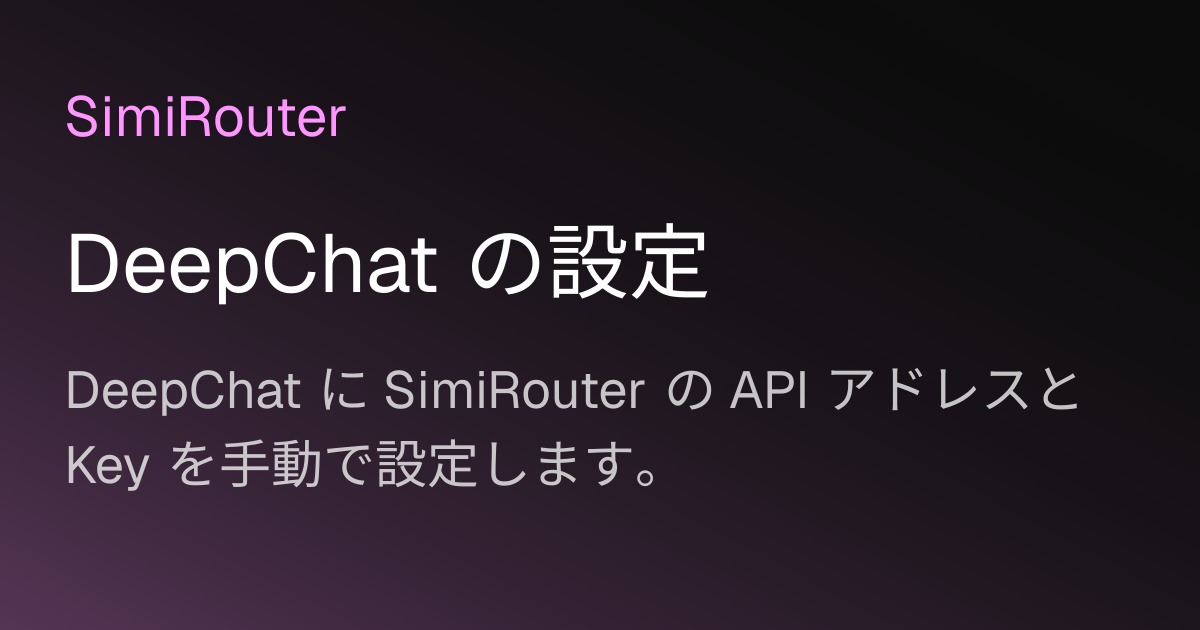 SimiRouter
DeepChat の設定
DeepChat に SimiRouter の API アドレスと
Key を手動で設定します。